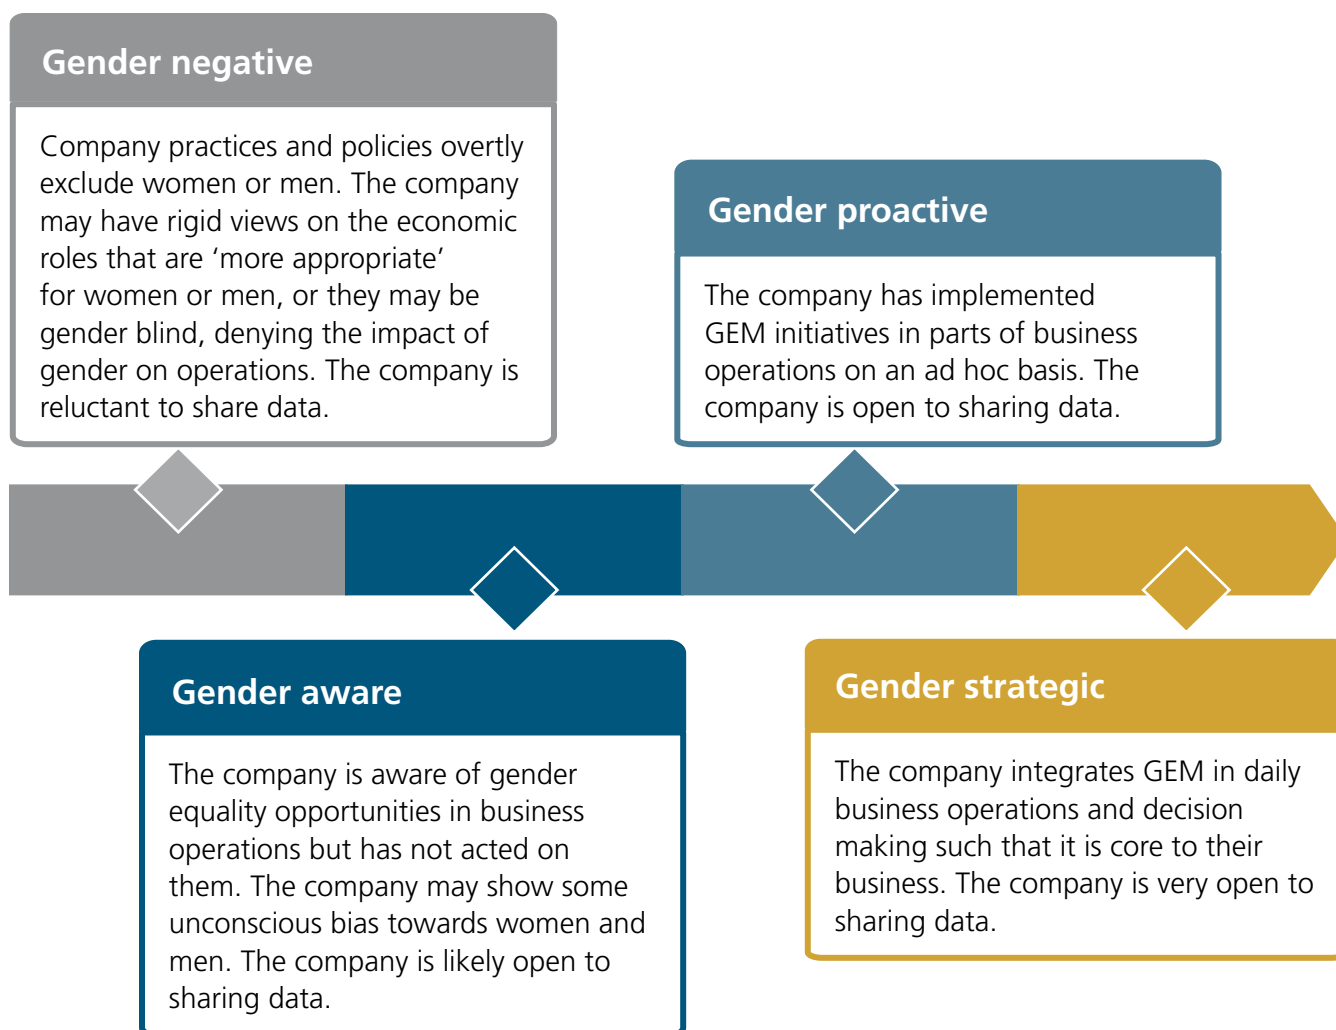 Gender negative
Company practices and policies overtly
exclude women or men. The company
may have rigid views on the economic
roles that are ‘more appropriate’
for women or men, or they may be
gender blind, denying the impact of
gender on operations. The company is
reluctant to share data.
Gender aware
The company is aware of gender
equality opportunities in business
operations but has not acted on
them. The company may show some
unconscious bias towards women and
men. The company is likely open to
sharing data.
Gender proactive
The company has implemented
GEM initiatives in parts of business
operations on an ad hoc basis. The
company is open to sharing data.
Gender strategic
The company integrates GEM in daily
business operations and decision
making such that it is core to their
business. The company is very open to
sharing data.